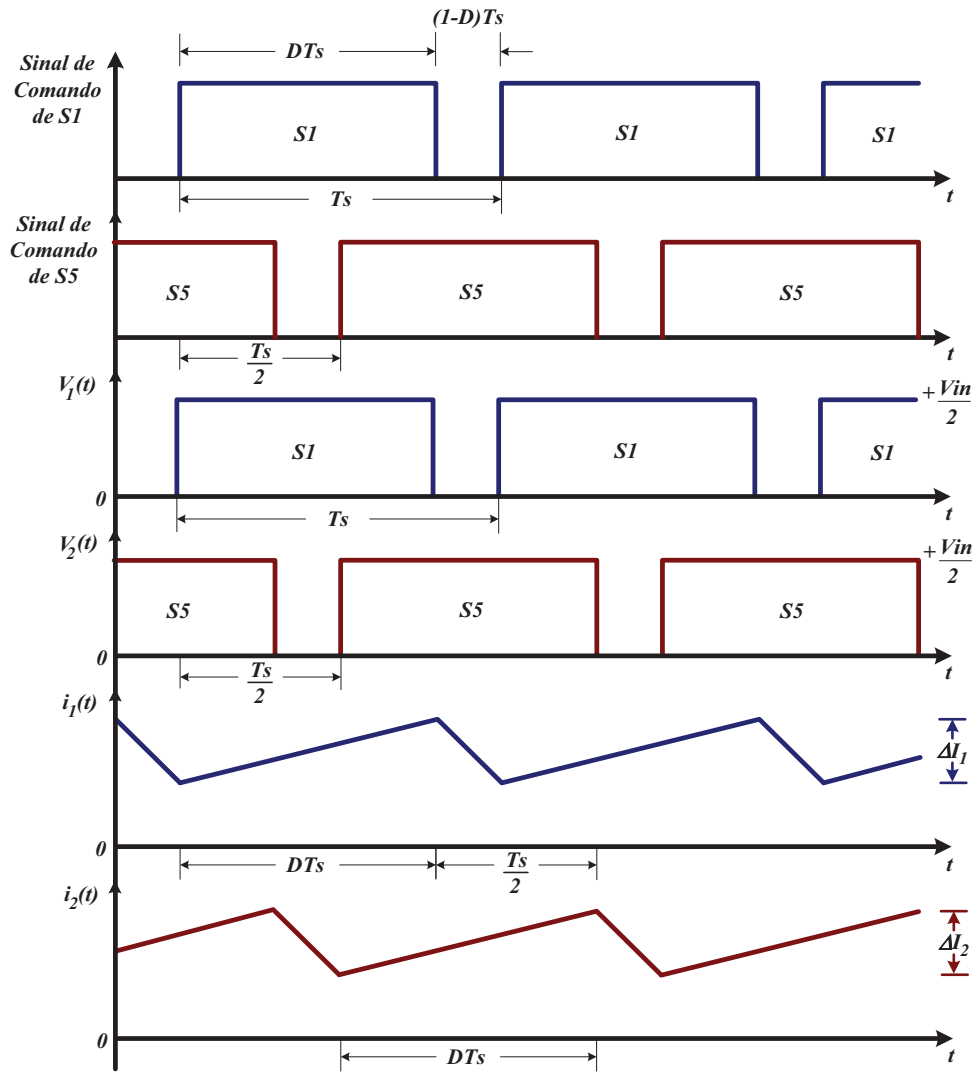 (1-D)Ts
DTs
Sinal de
Comando
de S1
S1
S1
S1
Ts
t
Sinal de
Comando
de S5
S5
S5
S5
Ts
2
t
V1(t)
+Vin
2
S1
S1
S1
0
Ts
t
V2(t)
+Vin
2
S5
S5
S5
0
Ts
2
t
i1(t)
ΔI1
0
t
DTs
Ts
2
i2(t)
ΔI2
0
t
DTs